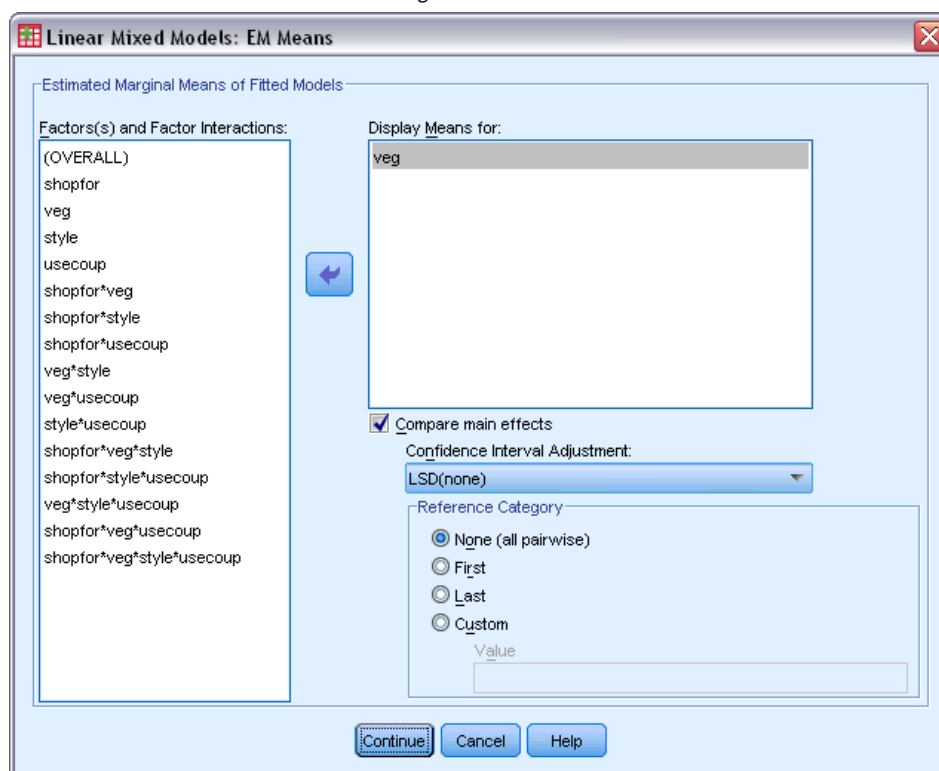 Linear Mixed Models: EM Means
Estimated Marginal Means of Fitted Models
Factors(s) and Factor Interactions:
(OVERALL)
shopfor
veg
style
usecoup
shopfor*veg
shopfor*style
shopfor*usecoup
veg*style
veg*usecoup
style*usecoup
shopfor*veg*style
shopfor*style*usecoup
veg*style*usecoup
shopfor*veg*usecoup
shopfor*veg*style*usecoup
Display Means for:
veg
Compare main effects
Confidence Interval Adjustment:
LSD(none)
Reference Category
None (all pairwise)
First
Last
Custom
Value
Continue
Cancel
Help